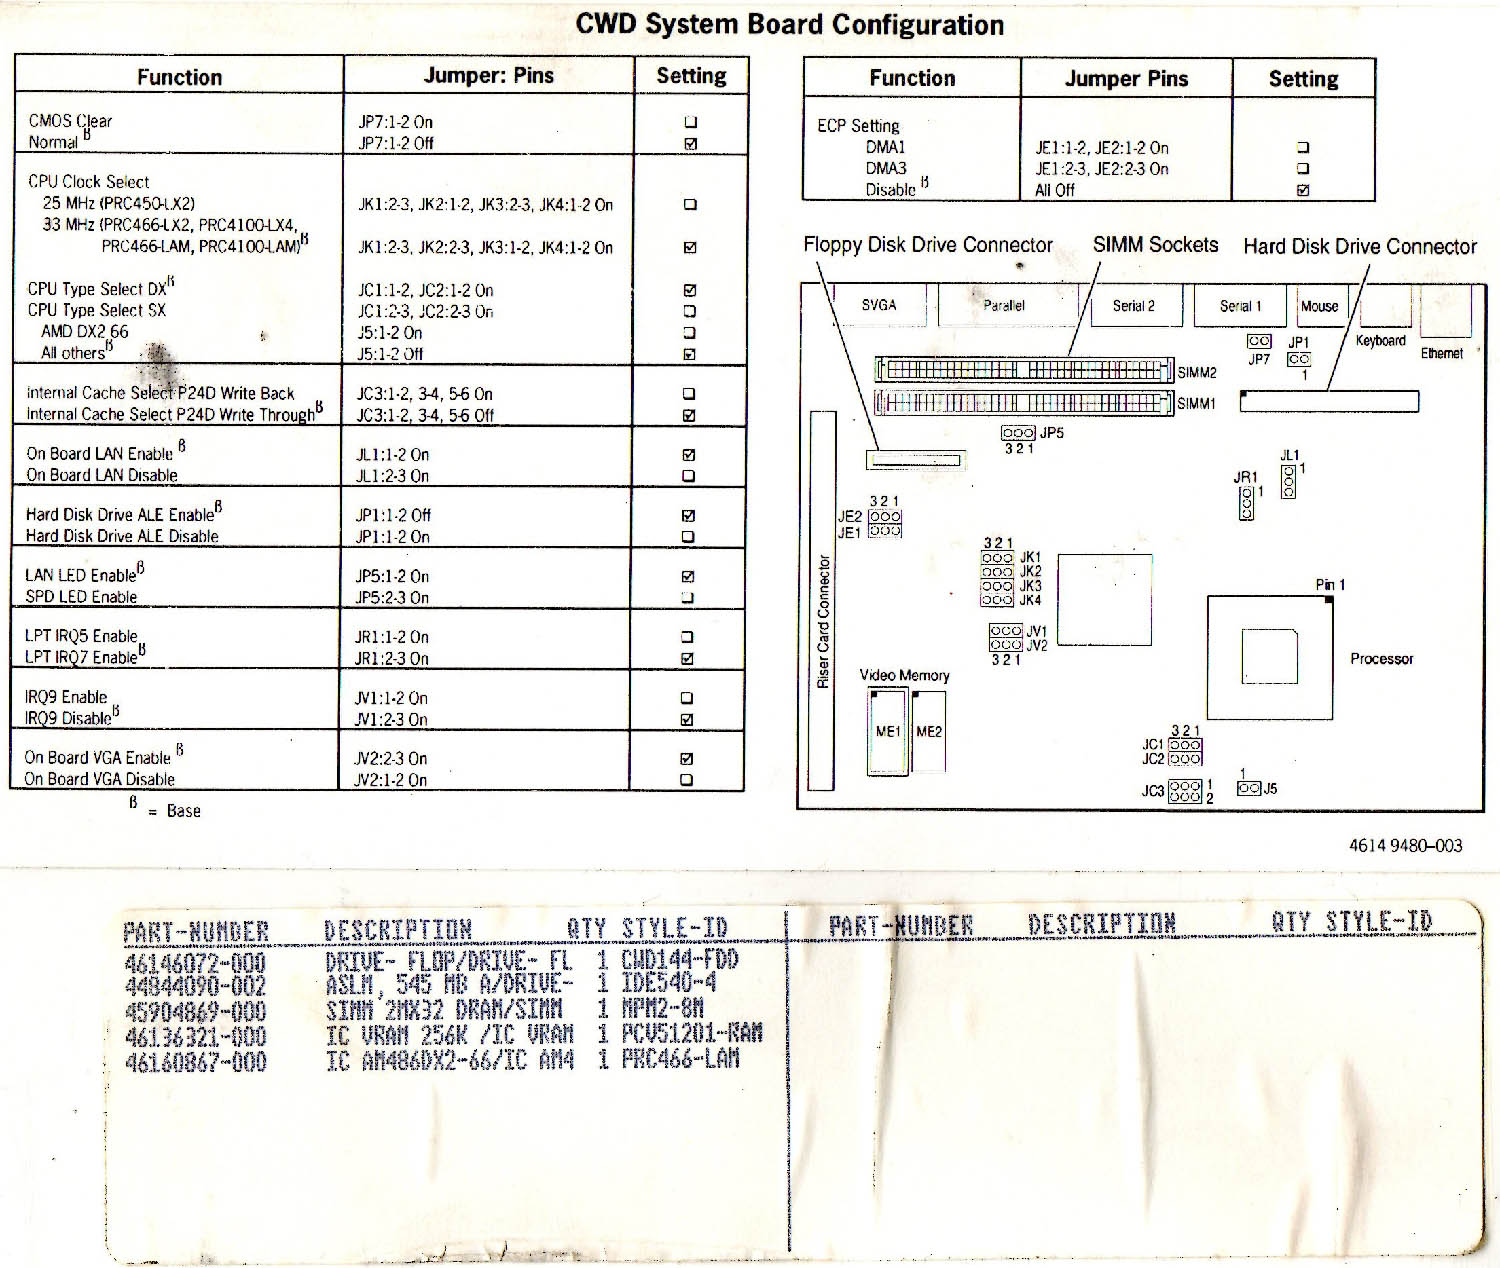 CWD System Board Configuration
Function Jumper: Pins Setting
CMOS Clear JP7:1-2 On ☐
Normal ß JP7:1-2 Off ☑
CPU Clock Select
25 MHz (PRC450-LX2) JK1:2-3, JK2:1-2, JK3:2-3, JK4:1-2 On ☐
33 MHz (PRC466-LX2, PRC4100-LX4,
PRC466-LAM, PRC4100-LAM)ß JK1:2-3, JK2:2-3, JK3:1-2, JK4:1-2 On ☑
CPU Type Select DXß JC1:1-2, JC2:1-2 On ☑
CPU Type Select SX JC1:2-3, JC2:2-3 On ☐
AMD DX2 66 J5:1-2 On ☐
All othersß J5:1-2 Off ☑
Internal Cache Select P24D Write Back JC3:1-2, 3-4, 5-6 On ☐
Internal Cache Select P24D Write Throughß JC3:1-2, 3-4, 5-6 Off ☑
On Board LAN Enable ß JL1:1-2 On ☑
On Board LAN Disable JL1:2-3 On ☐
Hard Disk Drive ALE Enableß JP1:1-2 Off ☑
Hard Disk Drive ALE Disable JP1:1-2 On ☐
LAN LED Enableß JP5:1-2 On ☑
SPD LED Enable JP5:2-3 On ☐
LPT IRQ5 Enable JR1:1-2 On ☐
LPT IRQ7 Enableß JR1:2-3 On ☑
IRQ9 Enable JV1:1-2 On ☐
IRQ9 Disableß JV1:2-3 On ☑
On Board VGA Enable ß JV2:2-3 On ☑
On Board VGA Disable JV2:1-2 On ☐
ß = Base
Function Jumper Pins Setting
ECP Setting
DMA1 JE1:1-2, JE2:1-2 On ☐
DMA3 JE1:2-3, JE2:2-3 On ☐
Disable ß All Off ☑
Floppy Disk Drive Connector SIMM Sockets Hard Disk Drive Connector
SVGA Parallel Serial 2 Serial 1 Mouse
Keyboard
Ethernet
JP1
JP7
1
SIMM2
SIMM1
JP5
3 2 1
JL1
1
JR1
1
3 2 1
JE2
JE1
3 2 1
JK1
JK2
JK3
JK4
JV1
JV2
3 2 1
Pin 1
Processor
Riser Card Connector
Video Memory
ME1 ME2
3 2 1
JC1
JC2
JC3 1
2
1
J5
4614 9480-003
PART-NUMBER DESCRIPTION QTY STYLE-ID PART-NUMBER DESCRIPTION QTY STYLE-ID
46146072-000 DRIVE- FLOP/DRIVE- FL 1 CWD144-FDD
44844090-002 ASLM, 545 MB A/DRIVE- 1 IDE540-4
45904869-000 SIMM 2MX32 DRAM/SIMM 1 MPM2-8M
46136321-000 IC VRAM 256K /IC VRAM 1 PCV51201-RAM
46160867-000 IC AM486DX2-66/IC AM4 1 PRC466-LAM